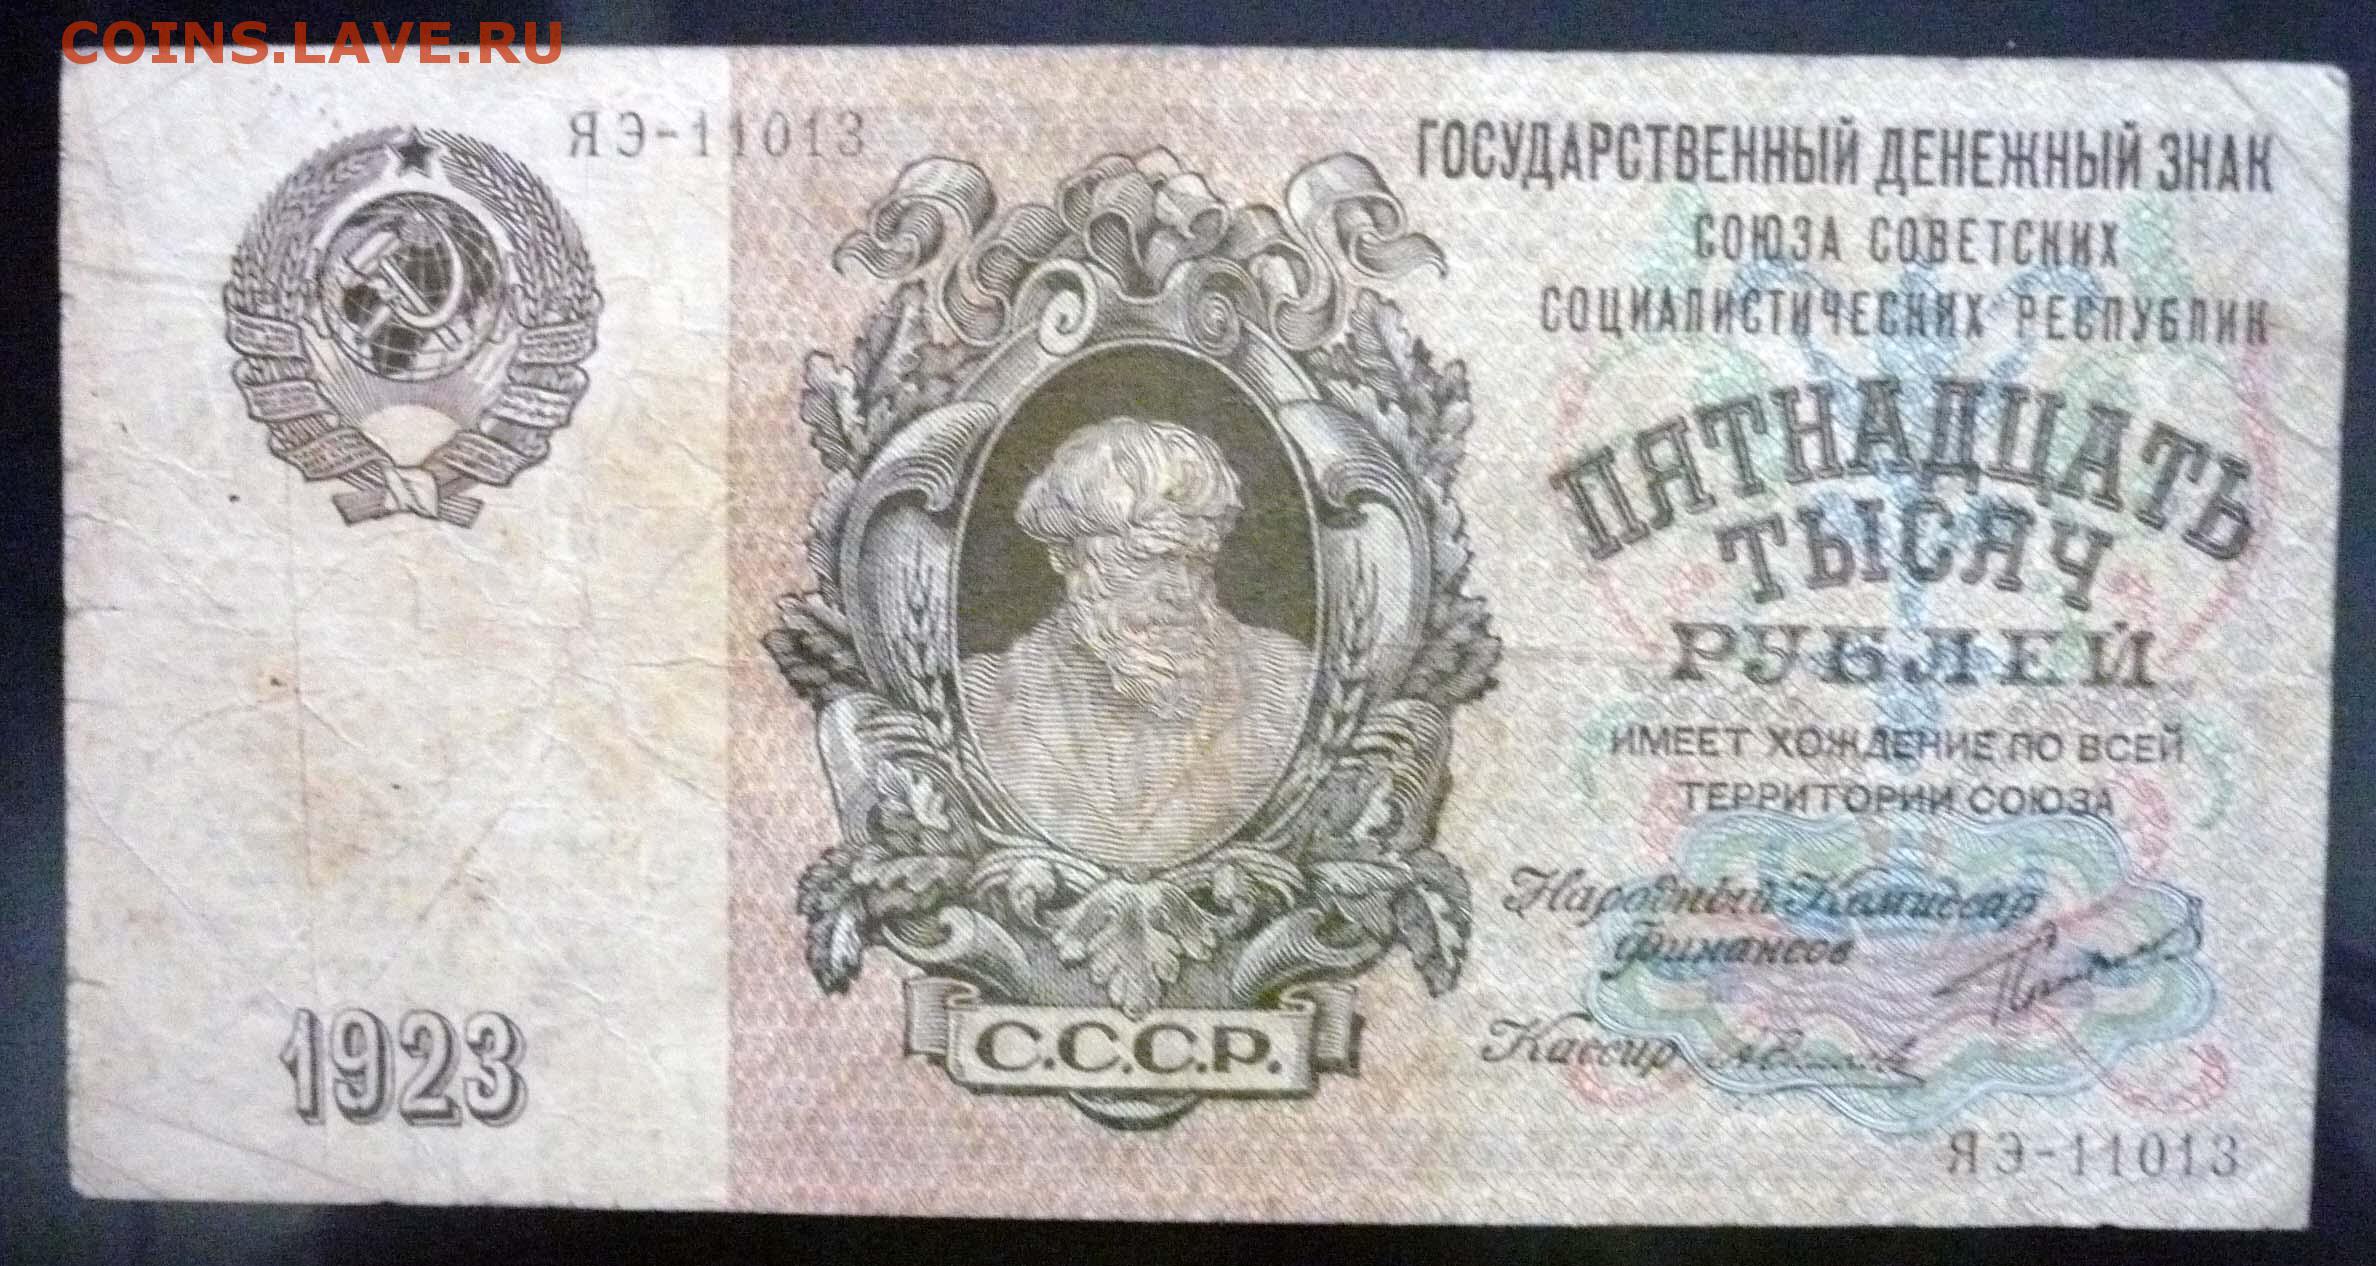 COINS.LAVE.RU
ЯЭ-11013
ГОСУДАРСТВЕННЫЙ ДЕНЕЖНЫЙ ЗНАК
СОЮЗА СОВЕТСКИХ
СОЦИАЛИСТИЧЕСКИХ РЕСПУБЛИК
ПЯТНАДЦАТЬ
ТЫСЯЧ
РУБЛЕЙ
ИМЕЕТ ХОЖДЕНИЕ ПО ВСЕЙ
ТЕРРИТОРИИ СОЮЗА
Народный Комиссар
финансов
Кассир
С.С.С.Р.
1923
ЯЭ-11013